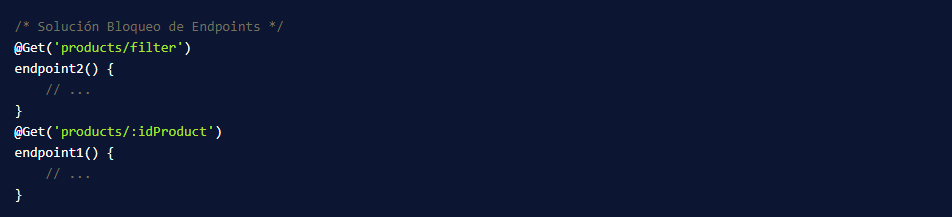 /* Solución Bloqueo de Endpoints */
@Get('products/filter')
endpoint2() {
    // ...
}
@Get('products/:idProduct')
endpoint1() {
    // ...
}